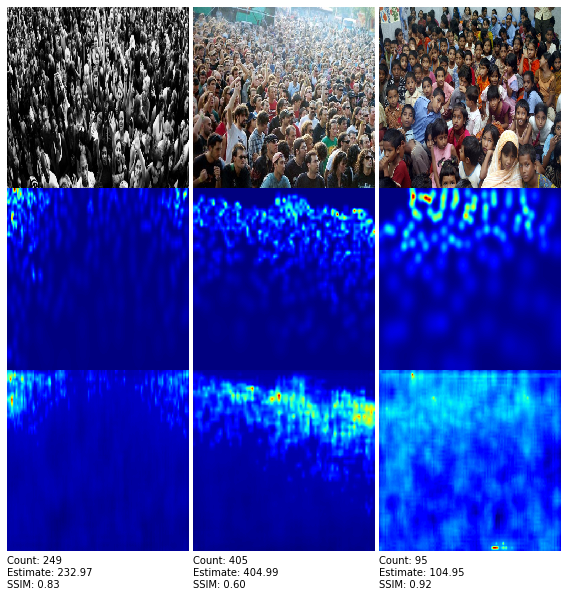 Count: 249
Estimate: 232.97
SSIM: 0.83
Count: 405
Estimate: 404.99
SSIM: 0.60
Count: 95
Estimate: 104.95
SSIM: 0.92